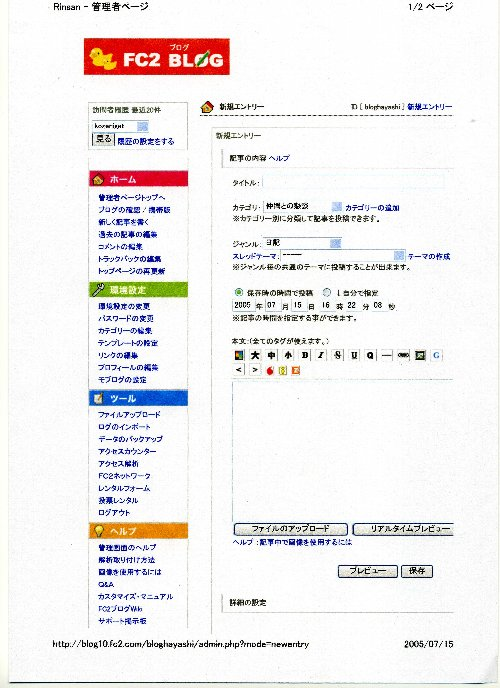 RInsan - 管理者ページ
1/2 ページ
ブログ
FC2 BLOG
訪問者履歴 最近20件
kozeniget
見る 履歴の設定をする
新規エントリー
ID [ bloghayashi ] 新規エントリー
ホーム
管理者ページトップへ
ブログの確認 / 携帯版
新しく記事を書く
過去の記事の編集
コメントの編集
トラックバックの編集
トップページの再更新
環境設定
環境設定の変更
パスワードの変更
カテゴリーの編集
テンプレートの設定
リンクの編集
プロフィールの編集
モブログの設定
ツール
ファイルアップロード
ログのインポート
データのバックアップ
アクセスカウンター
アクセス解析
FC2ネットワーク
レンタルフォーム
投票レンタル
ログアウト
ヘルプ
管理画面のヘルプ
解析取り付け方法
画像を使用するには
Q&A
カスタマイズ・マニュアル
FC2ブログWiki
サポート掲示板
新規エントリー
記事の内容 ヘルプ
タイトル:
カテゴリ: 仲間との懇談 カテゴリーの追加
※カテゴリー別に分類して記事を投稿できます。
ジャンル: 日記
スレッドテーマ: ----- テーマの作成
※ジャンル毎の共通のテーマに投稿することが出来ます。
保存時の時間で投稿 ↓自分で指定
2005 年 07 月 15 日 16 時 22 分 08 秒
※記事の時間を指定する事ができます。
本文:(全てのタグが使えます。)
大 中 小 B I S U Q — G
< >
ファイルのアップロード リアルタイムプレビュー
ヘルプ : 記事中で画像を使用するには
プレビュー 保存
詳細の設定
http://blog10.fc2.com/bloghayashi/admin.php?mode=newentry
2005/07/15